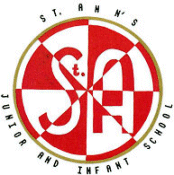 ST. ANN'S
St. A
JUNIOR AND INFANT SCHOOL